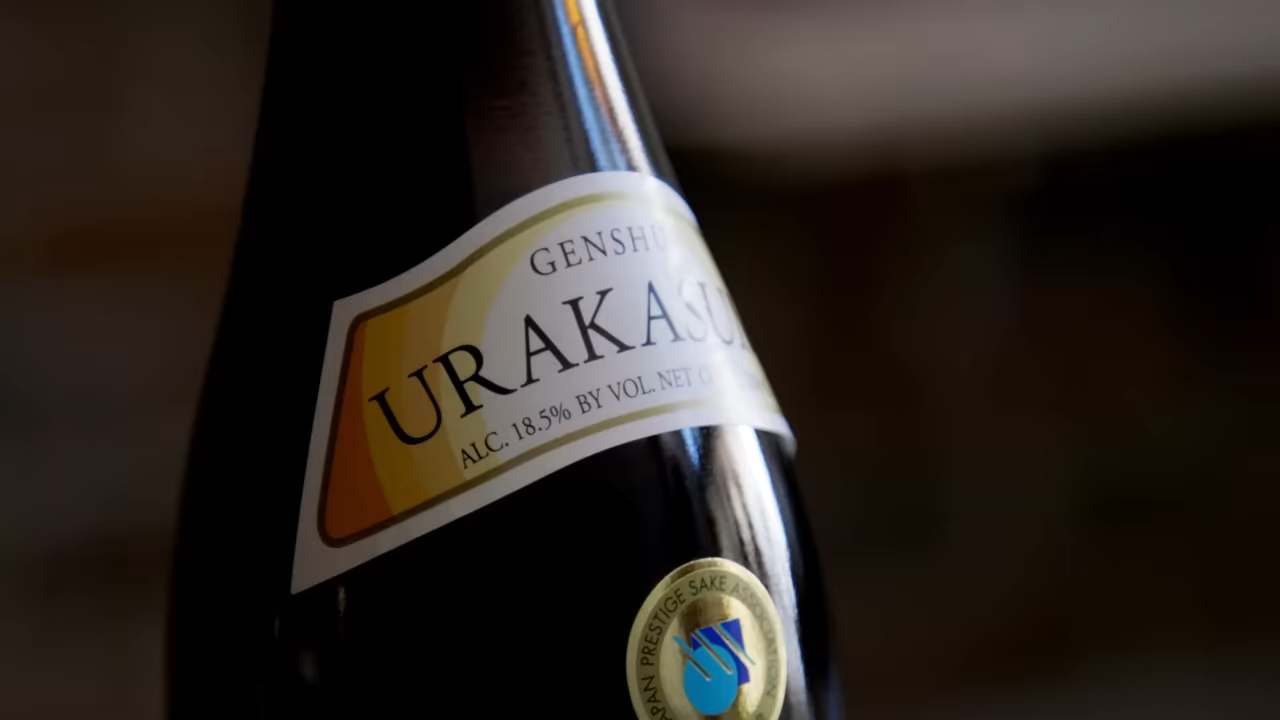 GENSHU
URAKASU
ALC. 18.5% BY VOL. NET
JAPAN PRESTIGE SAKE ASSOCIATION